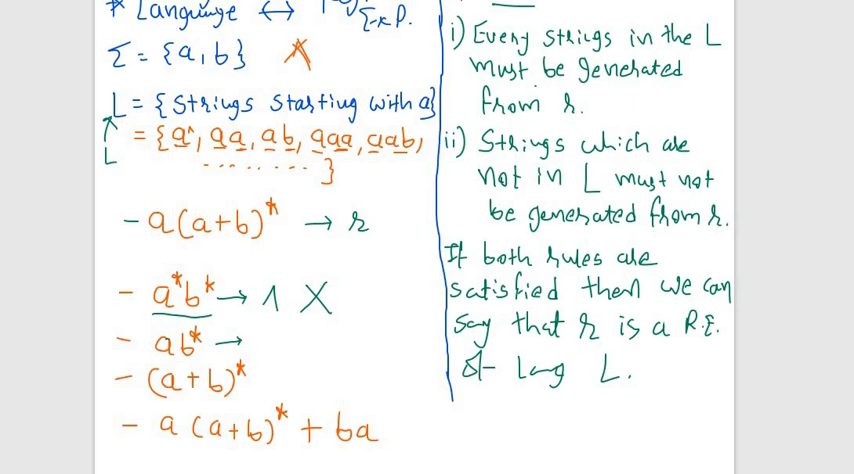 * Language ↔
Exp.
Σ = {a, b}
L = {Strings Starting with a}
= {a, aa, ab, aaa, aab,
.........}
L
- a(a+b)* → r
- a*b* → ∧ X
- ab* →
- (a+b)*
- a(a+b)* + ba
i) Every strings in the L
must be generated
from r.
ii) Strings which are
not in L must not
be generated from r.
If both rules are
satisfied then we can
say that r is a R.E.
of Lang L.